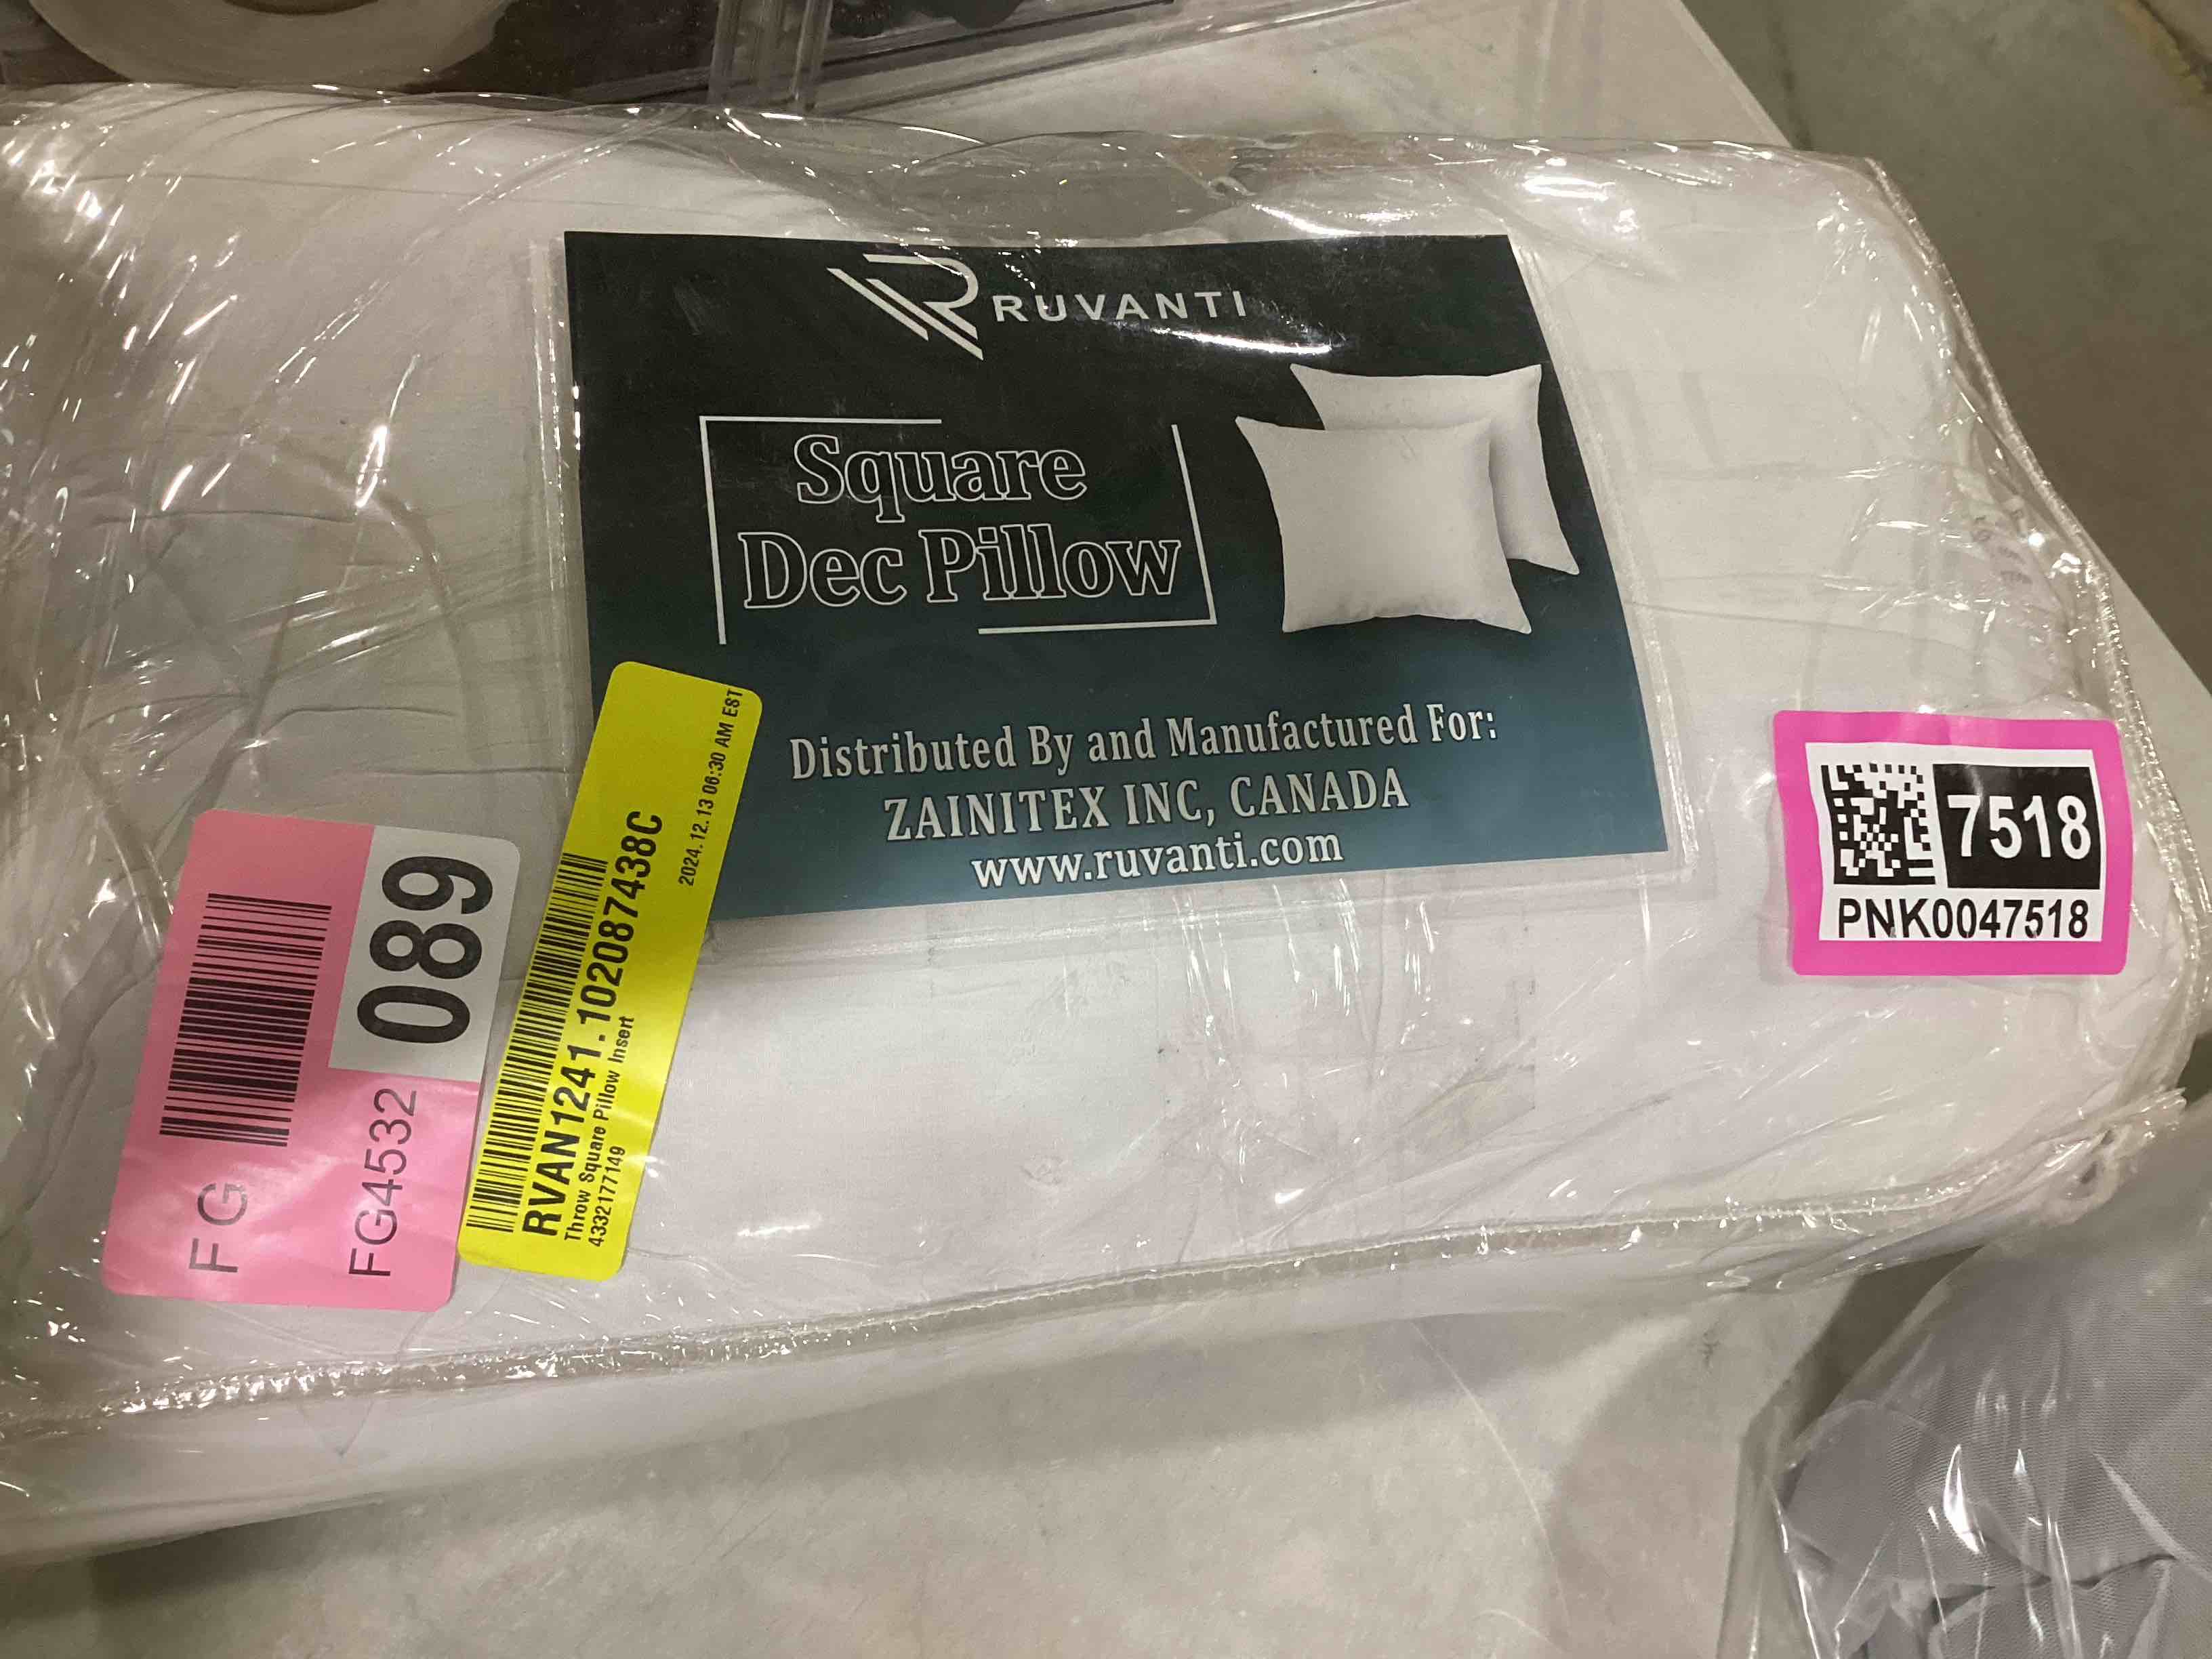 RUVANTI
Square
Dec Pillow
Distributed By and Manufactured For:
ZAINITEX INC, CANADA
www.ruvanti.com
7518
PNK0047518
FG
FG4532
089
RVAN1241.102087438C
Throw Square Pillow Insert
4332177149
2024.12.13 06:30 AM EST